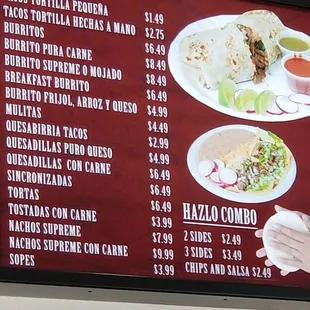 TACOS TORTILLA PEQUEÑA $1.49
TACOS TORTILLA HECHAS A MANO $2.75
BURRITOS $6.49
BURRITO PURA CARNE $8.49
BURRITO SUPREMO O MOJADO $8.49
BREAKFAST BURRITO $6.49
BURRITO FRIJOL, ARROZ Y QUESO $4.99
MULITAS $4.49
QUESABIRRIA TACOS $2.99
QUESADILLAS PURO QUESO $4.99
QUESADILLAS CON CARNE $6.49
SINCRONIZADAS $6.49
TORTAS $6.49
TOSTADAS CON CARNE $3.99
NACHOS SUPREME $7.99
NACHOS SUPREME CON CARNE $9.99
SOPES $3.99
HAZLO COMBO
2 SIDES $2.49
3 SIDES $3.49
CHIPS AND SALSA $2.49